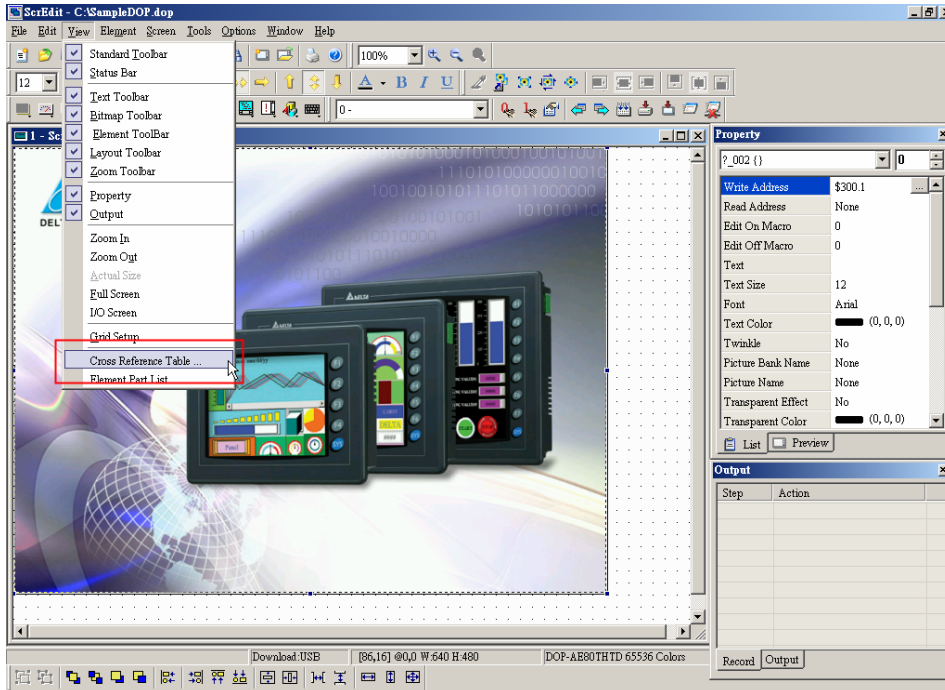 ScrEdit - C:\SampleDOP.dop
File Edit View Element Screen Tools Options Window Help
100%
12
A B I U
0 -
Standard Toolbar
Status Bar
Text Toolbar
Bitmap Toolbar
Element ToolBar
Layout Toolbar
Zoom Toolbar
Property
Output
Zoom In
Zoom Out
Actual Size
Full Screen
I/O Screen
Grid Setup
Cross Reference Table ...
Element Part List
1 - Sc
DEL
DELTA
DELTA
Property
?_002 {}
0
Write Address $300.1 ...
Read Address None
Edit On Macro 0
Edit Off Macro 0
Text
Text Size 12
Font Arial
Text Color (0, 0, 0)
Twinkle No
Picture Bank Name None
Picture Name None
Transparent Effect No
Transparent Color (0, 0, 0)
List Preview
Output
Step Action
Record Output
Download:USB [86,16] @0,0 W:640 H:480 DOP-AE80THTD 65536 Colors